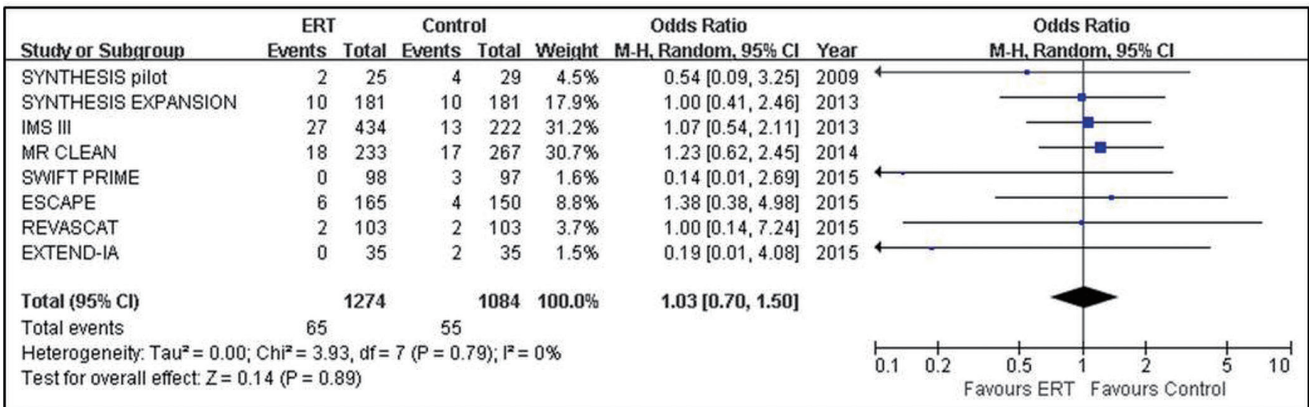 ERT Control Odds Ratio Odds Ratio
Study or Subgroup Events Total Events Total Weight M-H, Random, 95% CI Year M-H, Random, 95% CI
SYNTHESIS pilot 2 25 4 29 4.5% 0.54 [0.09, 3.25] 2009
SYNTHESIS EXPANSION 10 181 10 181 17.9% 1.00 [0.41, 2.46] 2013
IMS III 27 434 13 222 31.2% 1.07 [0.54, 2.11] 2013
MR CLEAN 18 233 17 267 30.7% 1.23 [0.62, 2.45] 2014
SWIFT PRIME 0 98 3 97 1.6% 0.14 [0.01, 2.69] 2015
ESCAPE 6 165 4 150 8.8% 1.38 [0.38, 4.98] 2015
REVASCAT 2 103 2 103 3.7% 1.00 [0.14, 7.24] 2015
EXTEND-IA 0 35 2 35 1.5% 0.19 [0.01, 4.08] 2015
Total (95% CI) 1274 1084 100.0% 1.03 [0.70, 1.50]
Total events 65 55
Heterogeneity: Tau² = 0.00; Chi² = 3.93, df = 7 (P = 0.79); I² = 0%
Test for overall effect: Z = 0.14 (P = 0.89)
0.1 0.2 0.5 1 2 5 10
Favours ERT Favours Control